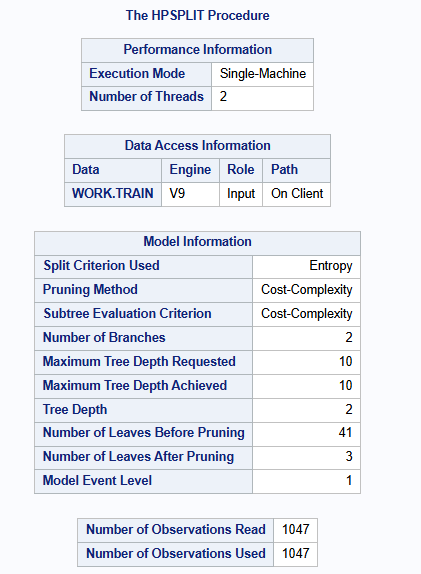 The HPSPLIT Procedure
Performance Information
Execution Mode Single-Machine
Number of Threads 2
Data Access Information
Data Engine Role Path
WORK.TRAIN V9 Input On Client
Model Information
Split Criterion Used Entropy
Pruning Method Cost-Complexity
Subtree Evaluation Criterion Cost-Complexity
Number of Branches 2
Maximum Tree Depth Requested 10
Maximum Tree Depth Achieved 10
Tree Depth 2
Number of Leaves Before Pruning 41
Number of Leaves After Pruning 3
Model Event Level 1
Number of Observations Read 1047
Number of Observations Used 1047